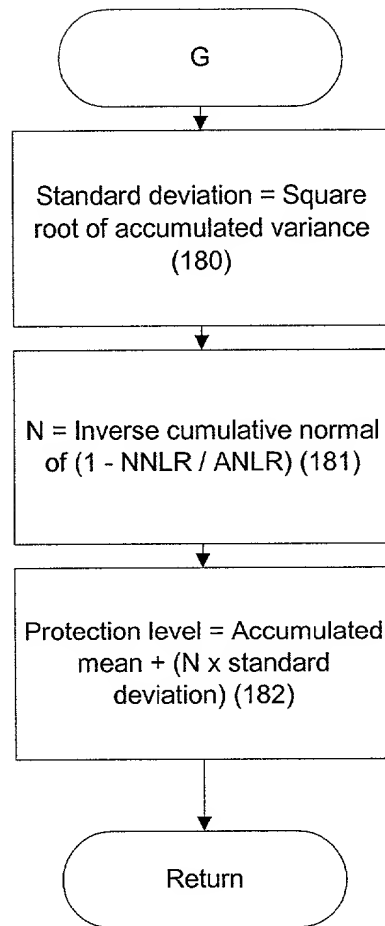 G
Standard deviation = Square
root of accumulated variance
(180)
N = Inverse cumulative normal
of (1 - NNLR / ANLR) (181)
Protection level = Accumulated
mean + (N x standard
deviation) (182)
Return